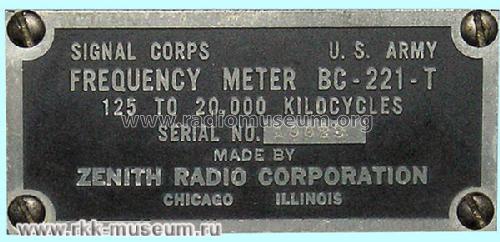 SIGNAL CORPS U. S. ARMY
FREQUENCY METER BC-221-T
125 TO 20,000 KILOCYCLES
www.radiomuseum.org
SERIAL NO.
MADE BY
ZENITH RADIO CORPORATION
CHICAGO ILLINOIS
www.rkk-museum.ru